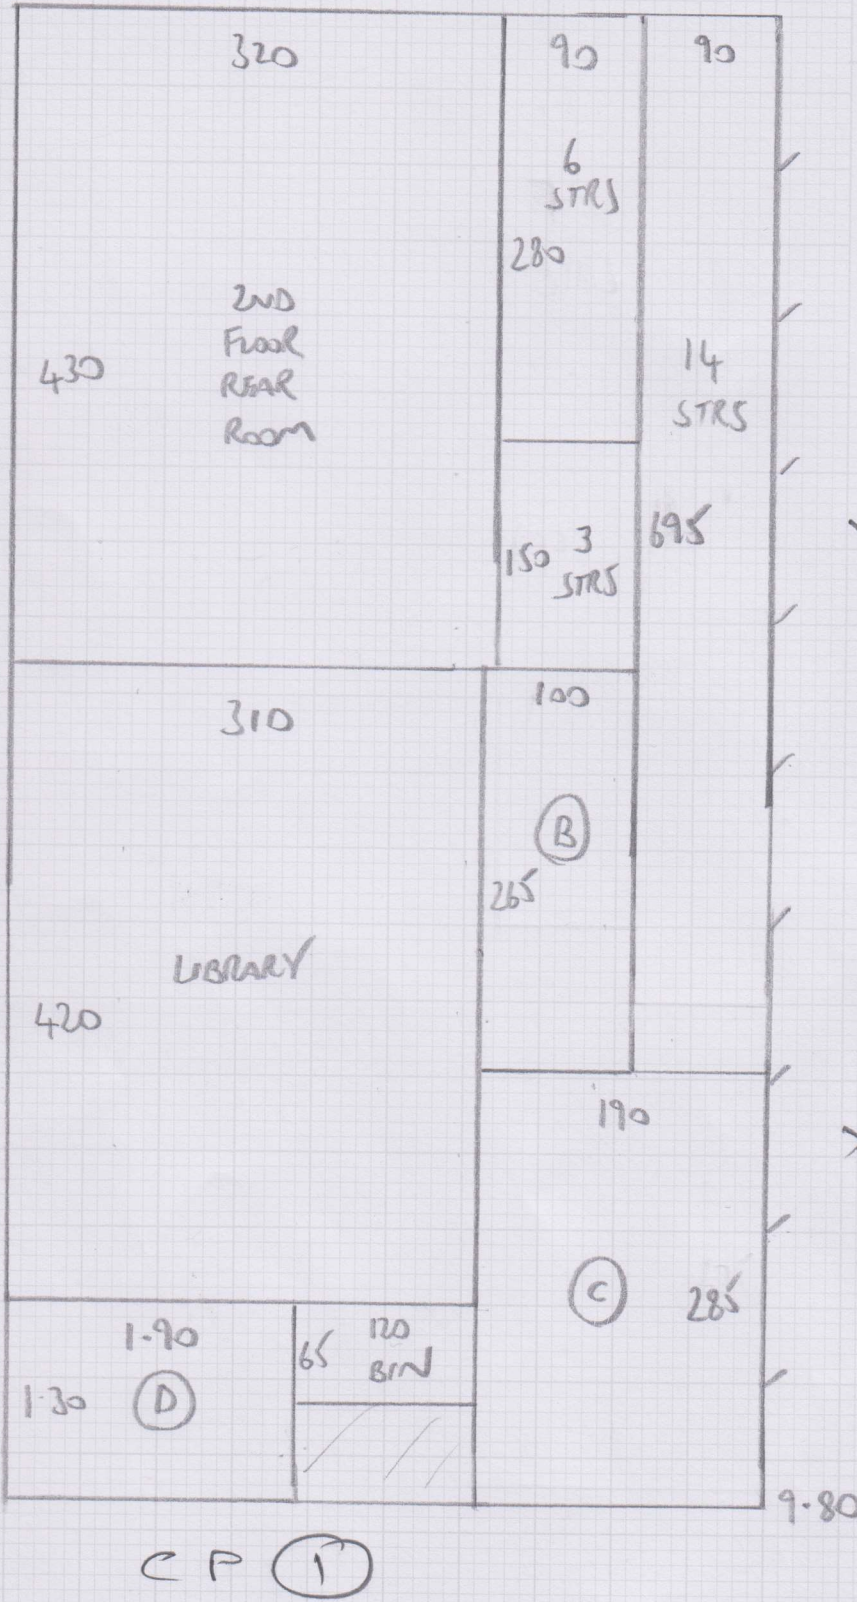 320
90
90
6
STRS
280
2ND
FLOOR
REAR
ROOM
430
14
STRS
695
150
3
STRS
310
100
B
265
LIBRARY
420
190
C
285
1.90
65
120
BIN
1.30
D
9.80
CP 1